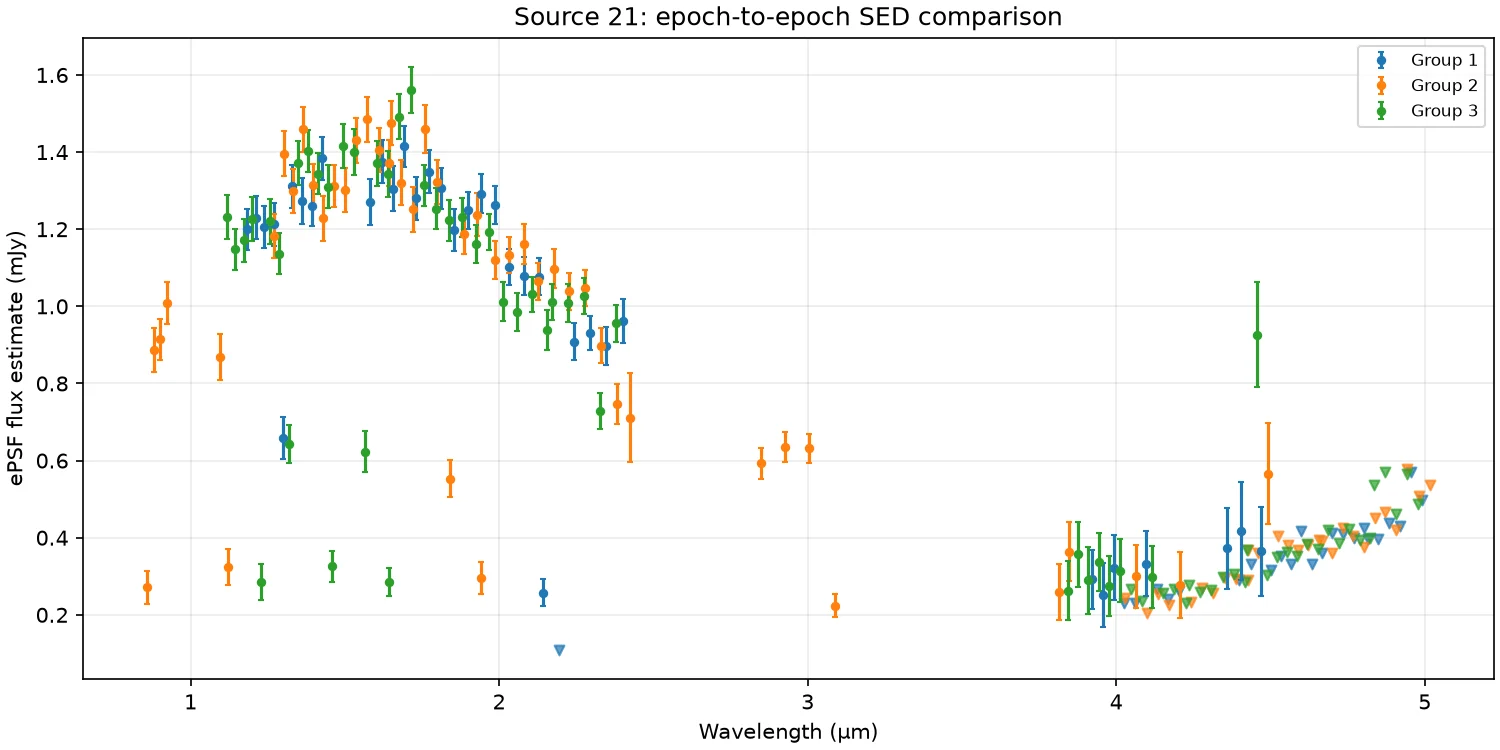 Source 21: epoch-to-epoch SED comparison
Group 1
Group 2
Group 3
ePSF flux estimate (mJy)
1.6
1.4
1.2
1.0
0.8
0.6
0.4
0.2
1 2 3 4 5
Wavelength (μm)